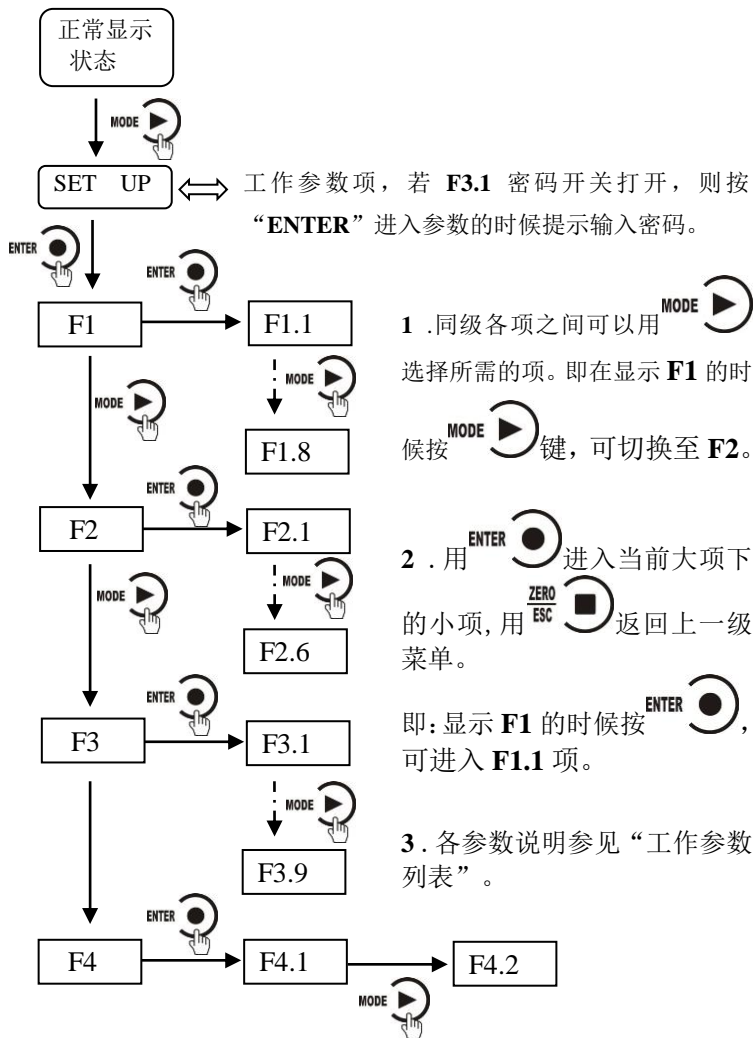 正常显示
状态
MODE
SET UP
工作参数项，若 F3.1 密码开关打开，则按
“ENTER”进入参数的时候提示输入密码。
ENTER
ENTER
F1
F1.1
MODE
MODE
F1.8
1 .同级各项之间可以用 MODE
选择所需的项。即在显示 F1 的时
候按 MODE 键，可切换至 F2。
ENTER
F2
F2.1
MODE
MODE
F2.6
2 .用 ENTER 进入当前大项下
的小项,用 ZERO ESC 返回上一级
菜单。
ENTER
F3
F3.1
即:显示 F1 的时候按 ENTER ，
可进入 F1.1 项。
MODE
F3.9
3 . 各参数说明参见“工作参数
列表”。
ENTER
F4
F4.1
F4.2
MODE